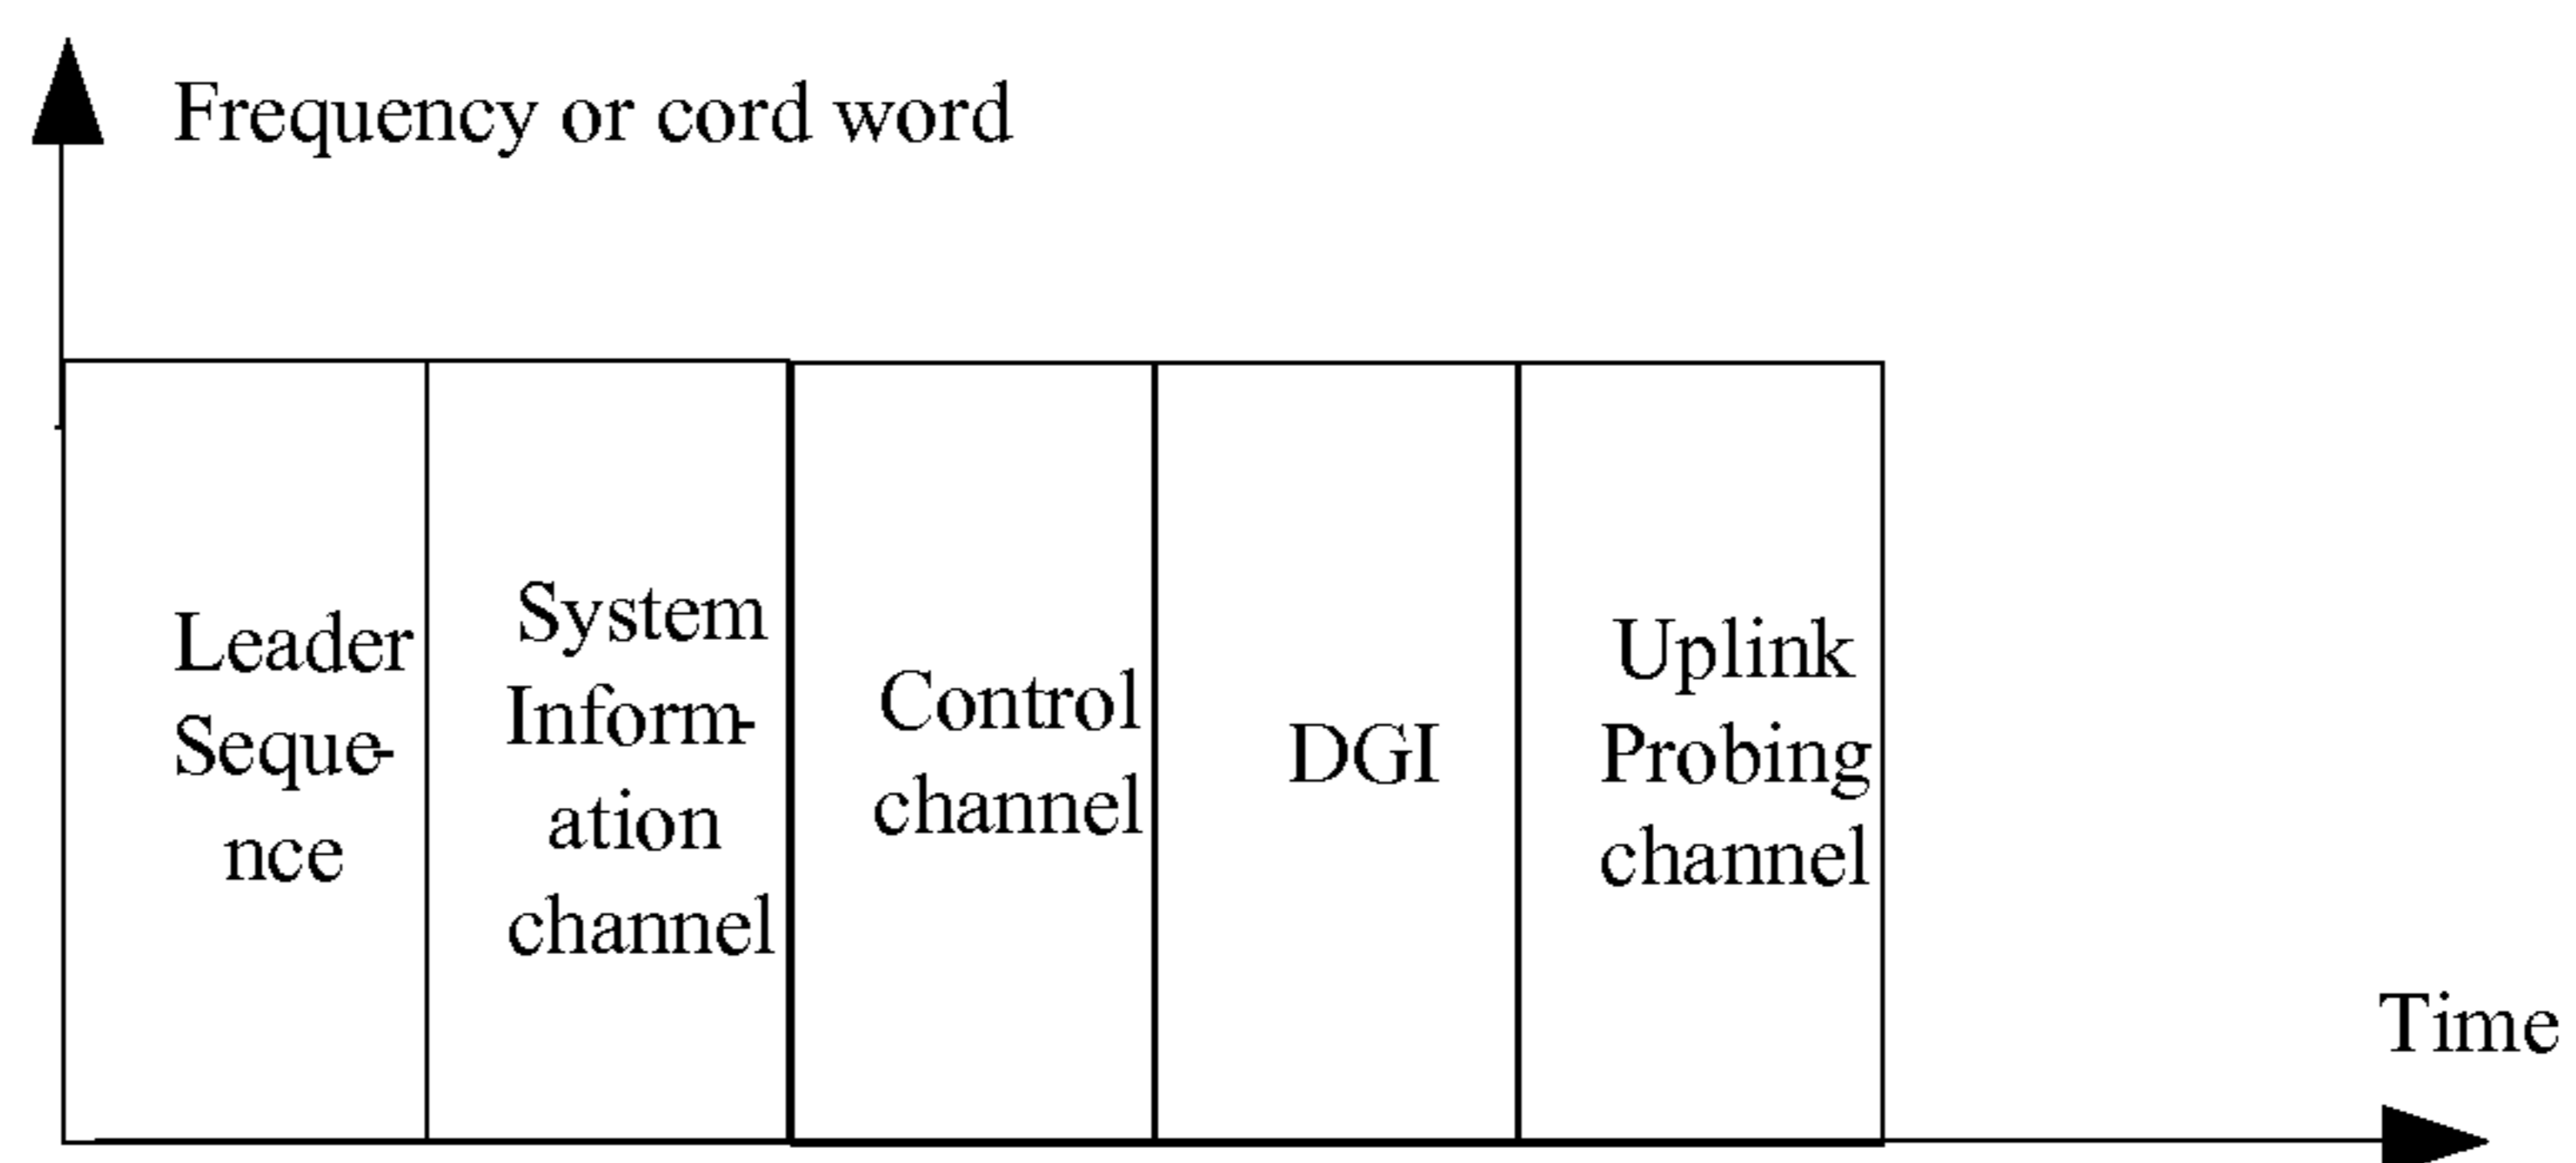 Frequency or cord word
Leader
Seque-
nce
System
Inform-
ation
channel
Control
channel
DGI
Uplink
Probing
channel
Time